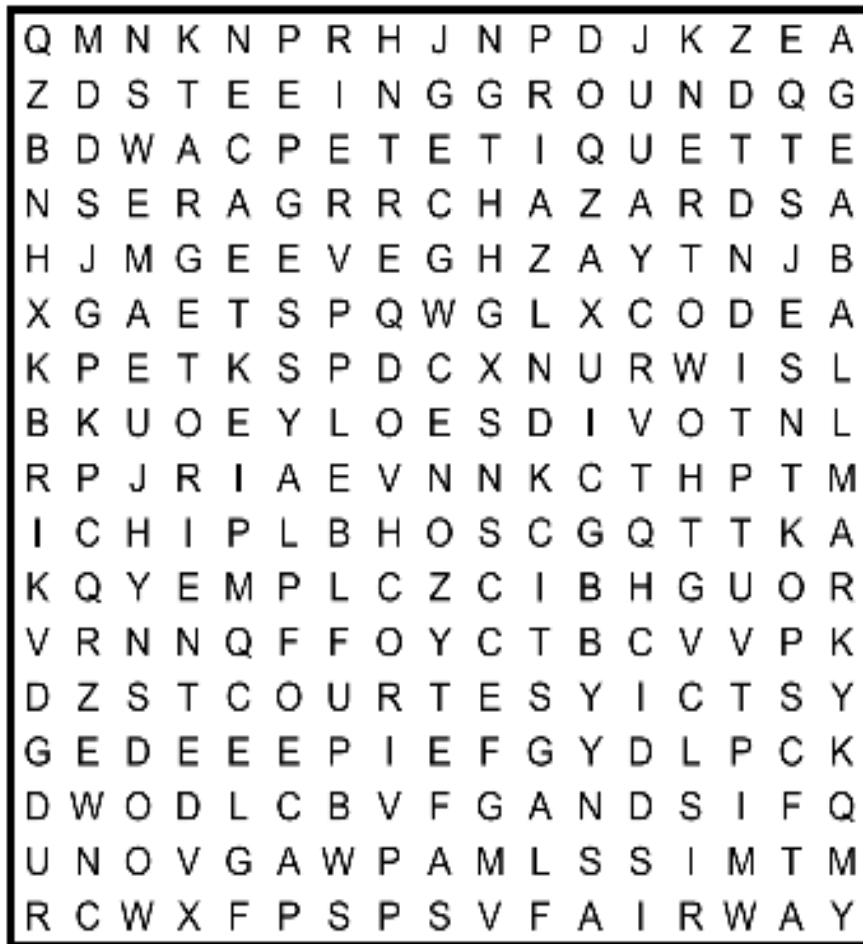 Q M N K N P R H J N P D J K Z E A
Z D S T E E I N G G R O U N D Q G
B D W A C P E T E T I Q U E T T E
N S E R A G R R C H A Z A R D S A
H J M G E E V E G H Z A Y T N J B
X G A E T S P Q W G L X C O D E A
K P E T K S P D C X N U R W I S L
B K U O E Y L O E S D I V O T N L
R P J R I A E V N N K C T H P T M
I C H I P L B H O S C G Q T T K A
K Q Y E M P L C Z C I B H G U O R
V R N N Q F F O Y C T B C V V P K
D Z S T C O U R T E S Y I C T S Y
G E D E E E P I E F G Y D L P C K
D W O D L C B V F G A N D S I F Q
U N O V G A W P A M L S S I M T M
R C W X F P S P S V F A I R W A Y